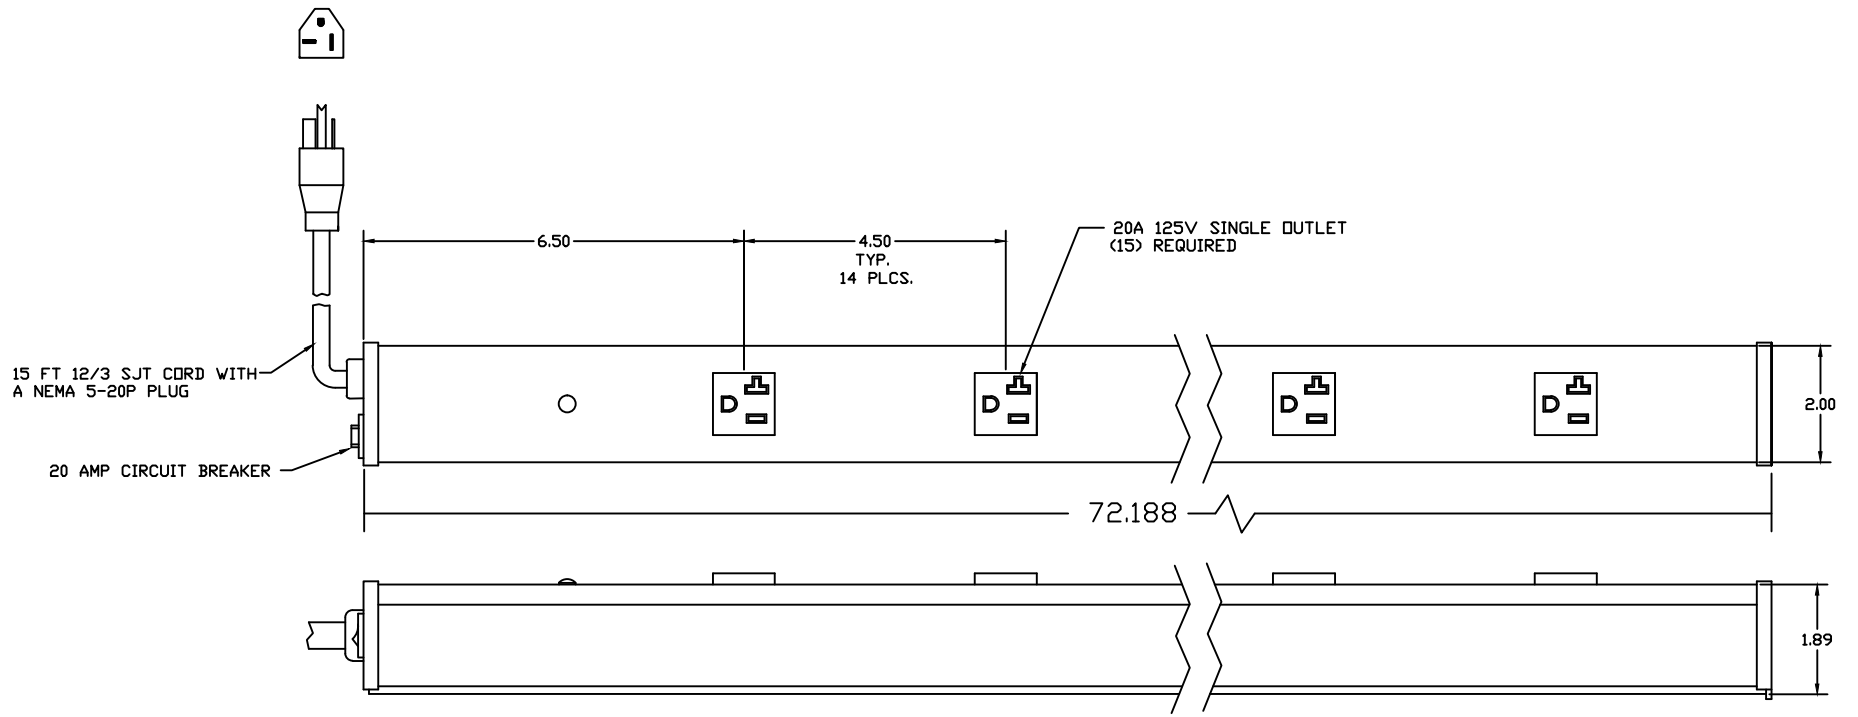 6.50
4.50
TYP.
14 PLCS.
20A 125V SINGLE OUTLET
(15) REQUIRED
15 FT 12/3 SJT CORD WITH
A NEMA 5-20P PLUG
2.00
20 AMP CIRCUIT BREAKER
72.188
1.89